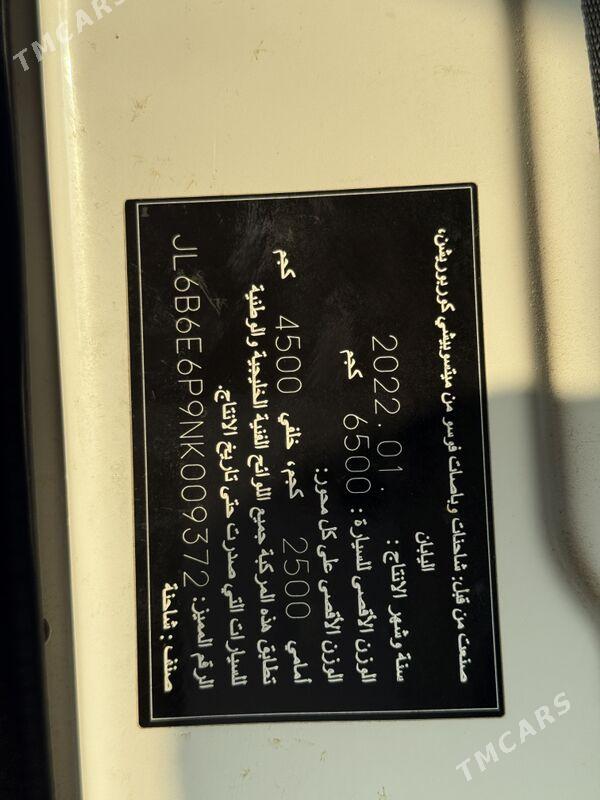 صنعت من قبل: شاحنات وباصات فوسو من ميتسوبيشي كوربوريشن،
اليابان
سنة وشهر الانتاج : 2022.01.
الوزن الأقصى للسيارة : 6500 كجم
الوزن الأقصى على كل محور:
أمامي 2500 كجم، خلفي 4500 كجم
تطابق هذه المركبة جميع اللوائح الفنية الخليجية والوطنية
للسيارات التي صدرت حتى تاريخ الانتاج.
الرقم المميز: JL6B6E6P9NK009372
صنف : شاحنة
TMCARS
TMCARS